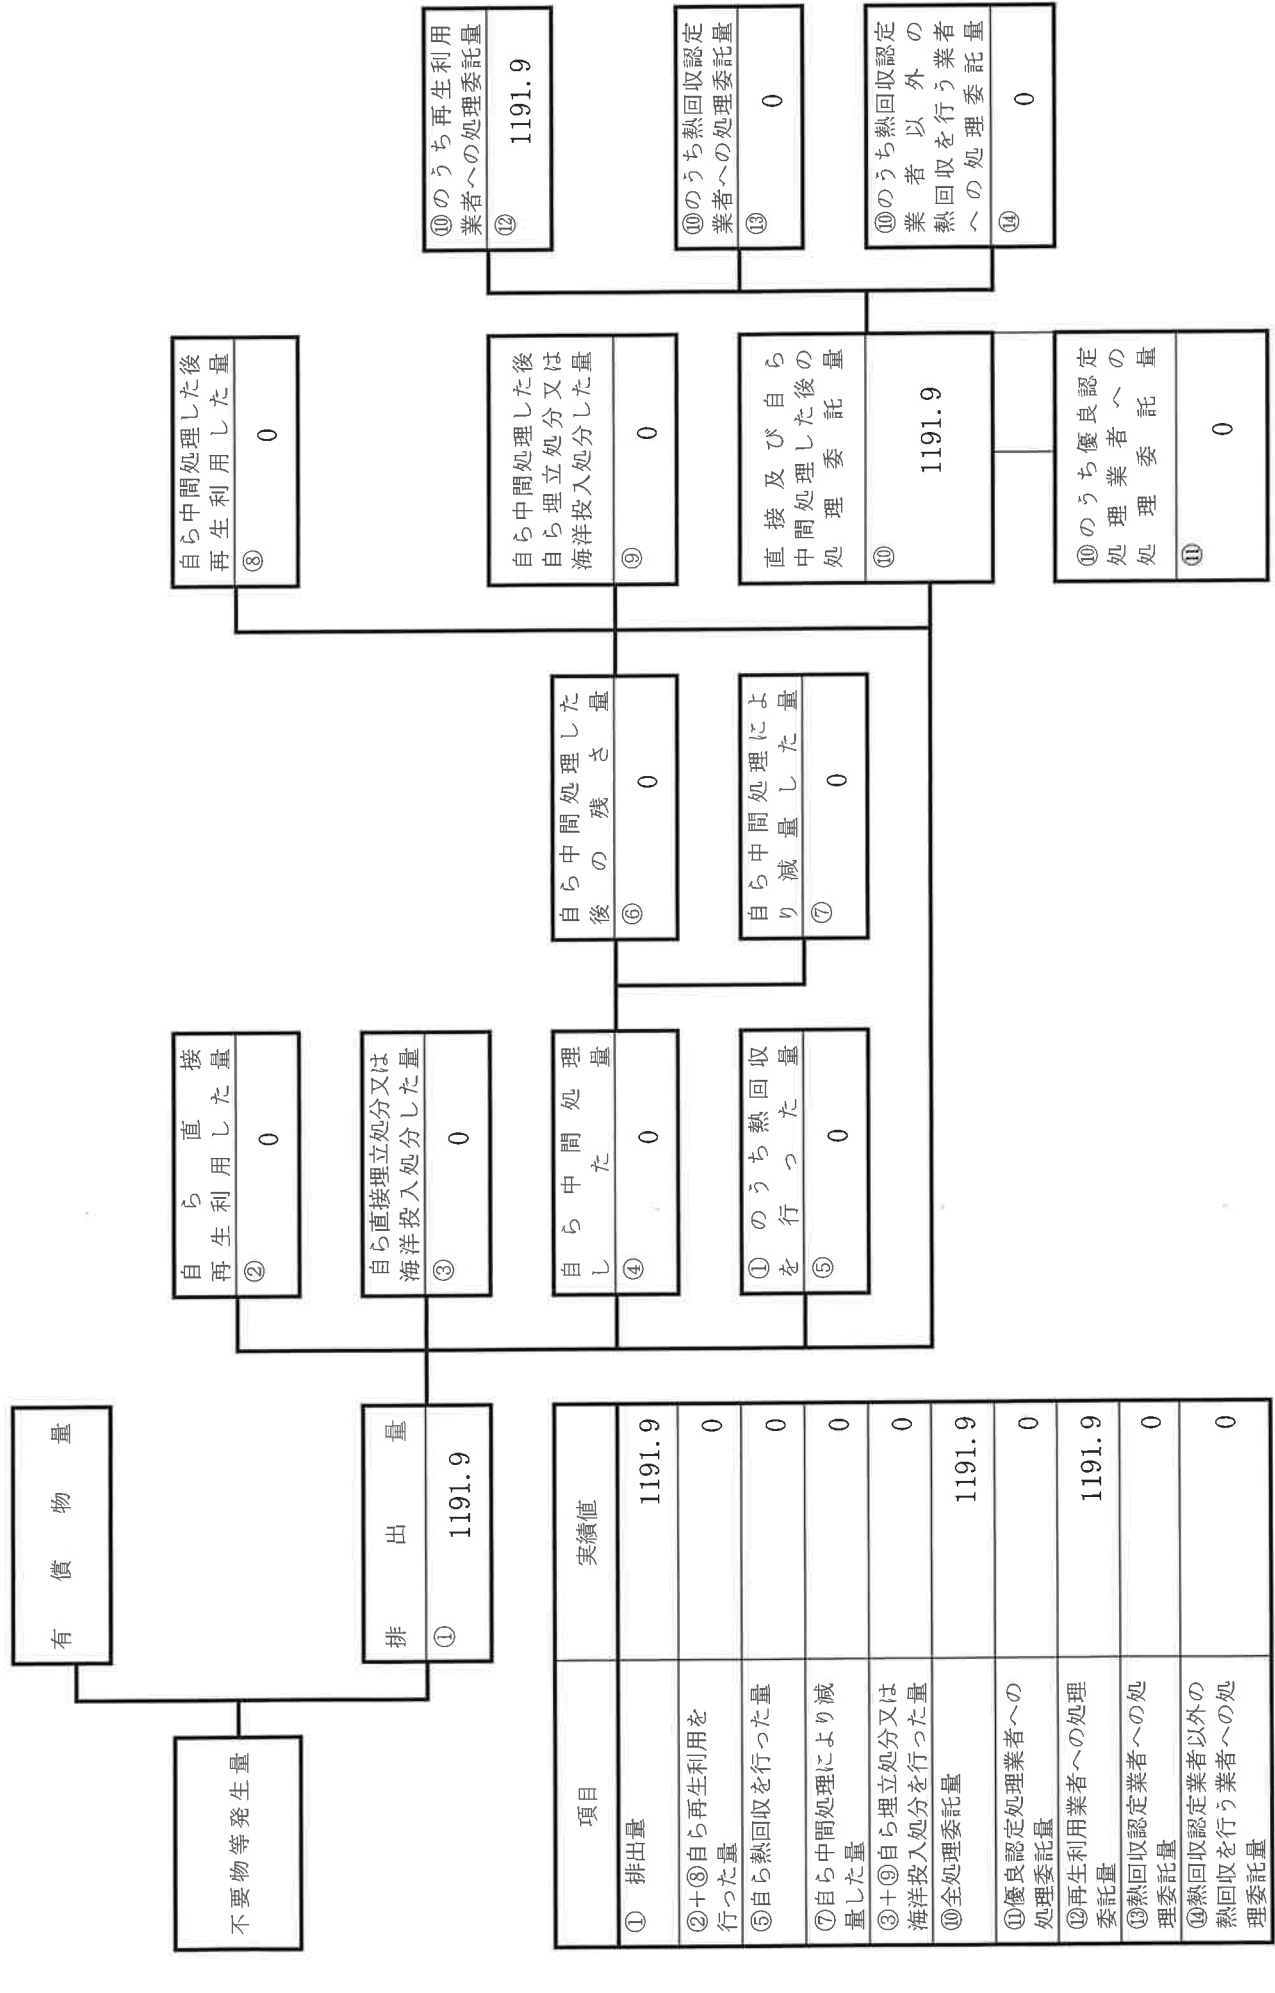 有償物量
不要物等発生量
排出量
①
1191.9
自ら直接
再生利用した量
②
0
自ら直接埋立処分又は
海洋投入処分した量
③
0
自ら中間処理
した量
④
0
①のうち熱回収
を行った量
⑤
0
自ら中間処理した
後の残さ量
⑥
0
自ら中間処理によ
り減量した量
⑦
0
自ら中間処理した後
再生利用した量
⑧
0
自ら中間処理した後
自ら埋立処分又は
海洋投入処分した量
⑨
0
直接及び自ら
中間処理した後の
処理委託量
⑩
1191.9
⑩のうち優良認定
処理業者への
処理委託量
⑪
0
⑩のうち再生利用
業者への処理委託量
⑫
1191.9
⑩のうち熱回収認定
業者への処理委託量
⑬
0
⑩のうち熱回収認定
業者以外の
熱回収を行う業者
への処理委託量
⑭
0
項目 実績値
① 排出量 1191.9
②+⑧自ら再生利用を
行った量 0
⑤自ら熱回収を行った量 0
⑦自ら中間処理により減
量した量 0
③+⑨自ら埋立処分又は
海洋投入処分を行った量 0
⑩全処理委託量 1191.9
⑪優良認定処理業者への
処理委託量 0
⑫再生利用業者への処理
委託量 1191.9
⑬熱回収認定業者への処
理委託量 0
⑭熱回収認定業者以外の
熱回収を行う業者への処
理委託量 0